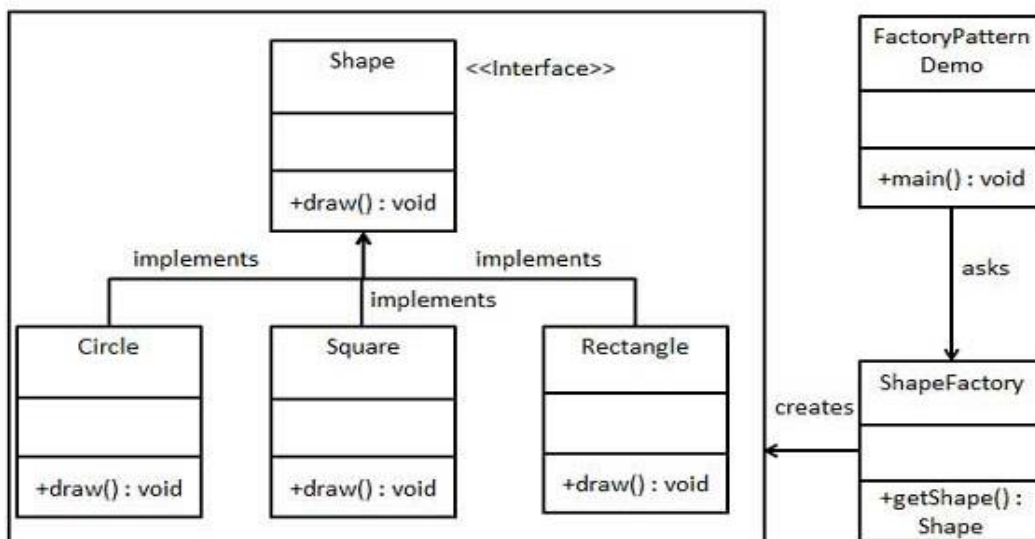 Shape
<<Interface>>
+draw() : void
implements
implements
implements
Circle
+draw() : void
Square
+draw() : void
Rectangle
+draw() : void
FactoryPattern
Demo
+main() : void
asks
ShapeFactory
creates
+getShape() :
Shape